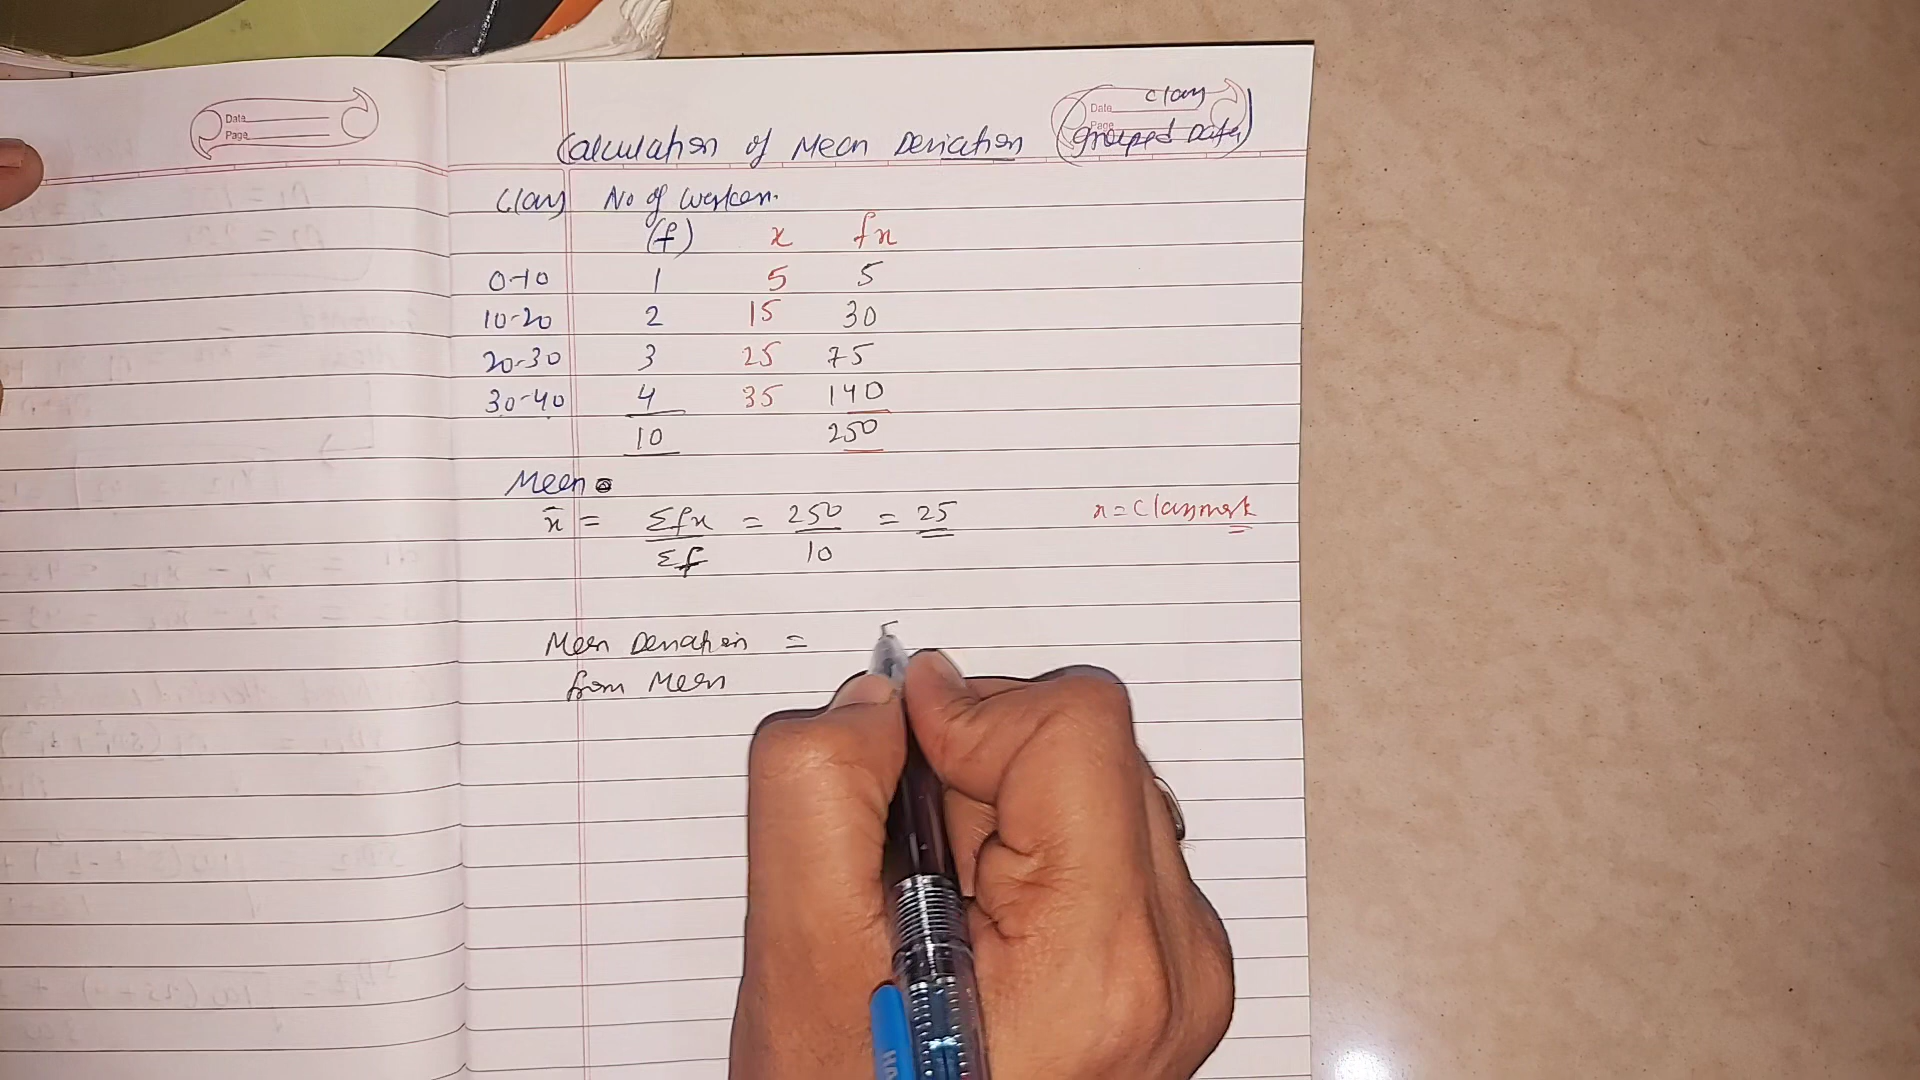 Date
Page
Date
Page
Class
Calculation of Mean Deviation (grouped Data)
Class No of workers.
(f) x fx
0-10 1 5 5
10-20 2 15 30
20-30 3 25 75
30-40 4 35 140
10 250
Mean
x̄ = Σfx = 250 = 25 x = Classmark
Σf 10
Mean Deviation =
from Mean